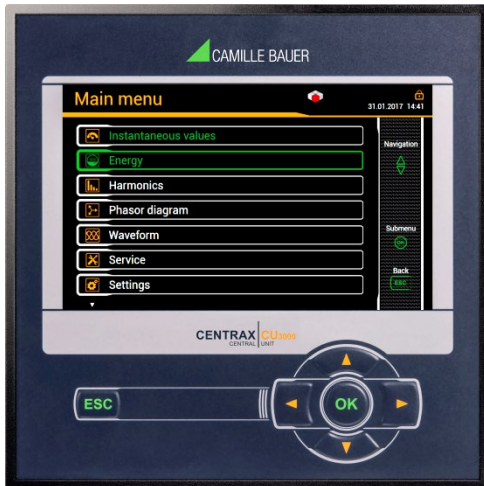 CAMILLE BAUER
Main menu
31.01.2017 14:41
Instantaneous values
Navigation
Energy
Harmonics
Phasor diagram
Waveform
Submenu
OK
Service
Back
ESC
Settings
CENTRAX CU3000
CENTRAL UNIT
ESC
OK